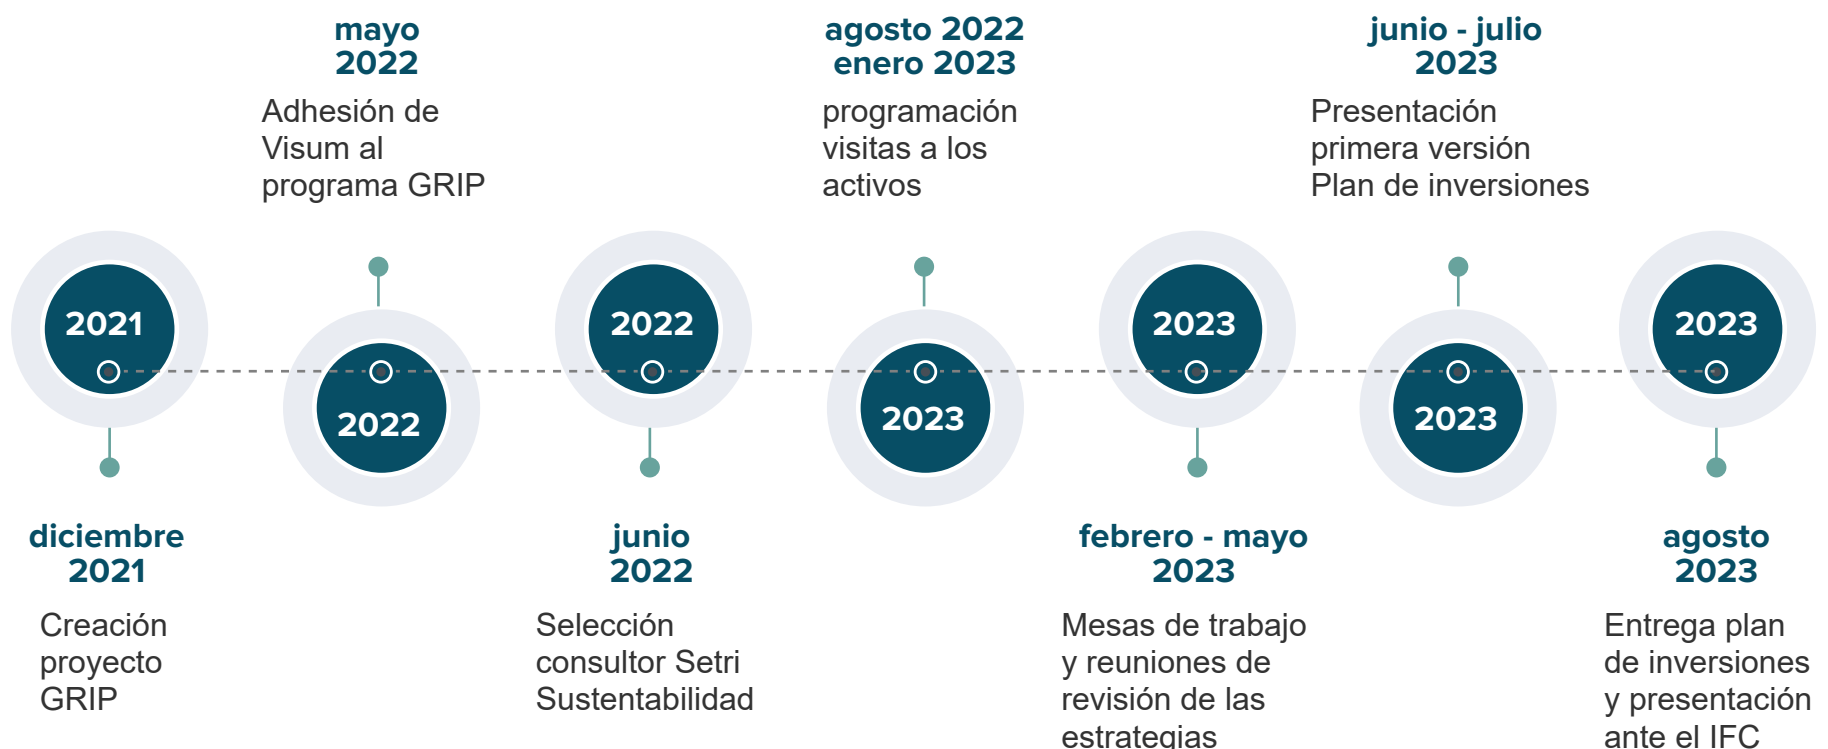 mayo
2022
Adhesión de
Visum al
programa GRIP
agosto 2022
enero 2023
programación
visitas a los
activos
junio - julio
2023
Presentación
primera versión
Plan de inversiones
2021
2022
2022
2023
2023
2023
2023
diciembre
2021
Creación
proyecto
GRIP
junio
2022
Selección
consultor Setri
Sustentabilidad
febrero - mayo
2023
Mesas de trabajo
y reuniones de
revisión de las
estrategias
agosto
2023
Entrega plan
de inversiones
y presentación
ante el IFC